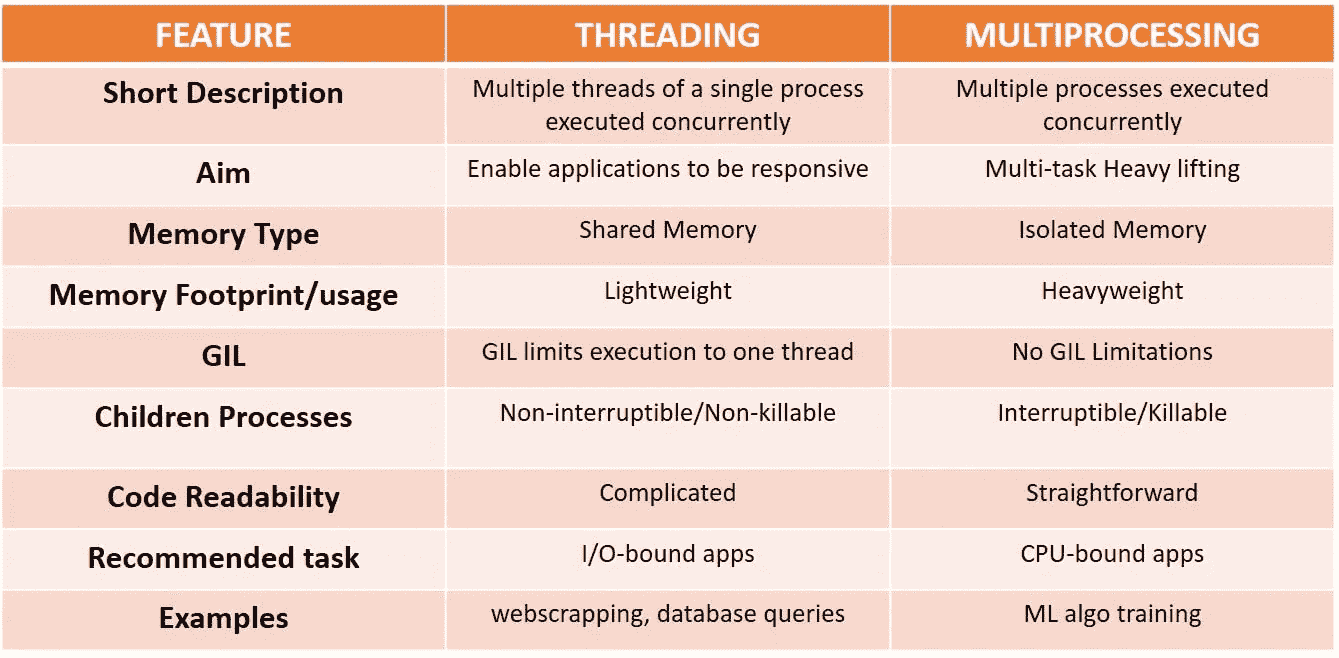 FEATURE THREADING MULTIPROCESSING
Short Description Multiple threads of a single process Multiple processes executed
executed concurrently concurrently
Aim Enable applications to be responsive Multi-task Heavy lifting
Memory Type Shared Memory Isolated Memory
Memory Footprint/usage Lightweight Heavyweight
GIL GIL limits execution to one thread No GIL Limitations
Children Processes Non-interruptible/Non-killable Interruptible/Killable
Code Readability Complicated Straightforward
Recommended task I/O-bound apps CPU-bound apps
Examples webscrapping, database queries ML algo training